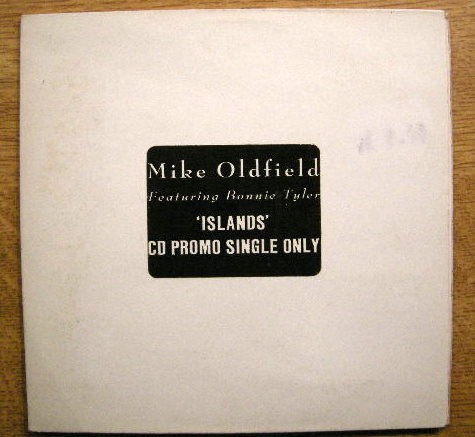 Mike Oldfield
Featuring Bonnie Tyler
'ISLANDS'
CD PROMO SINGLE ONLY